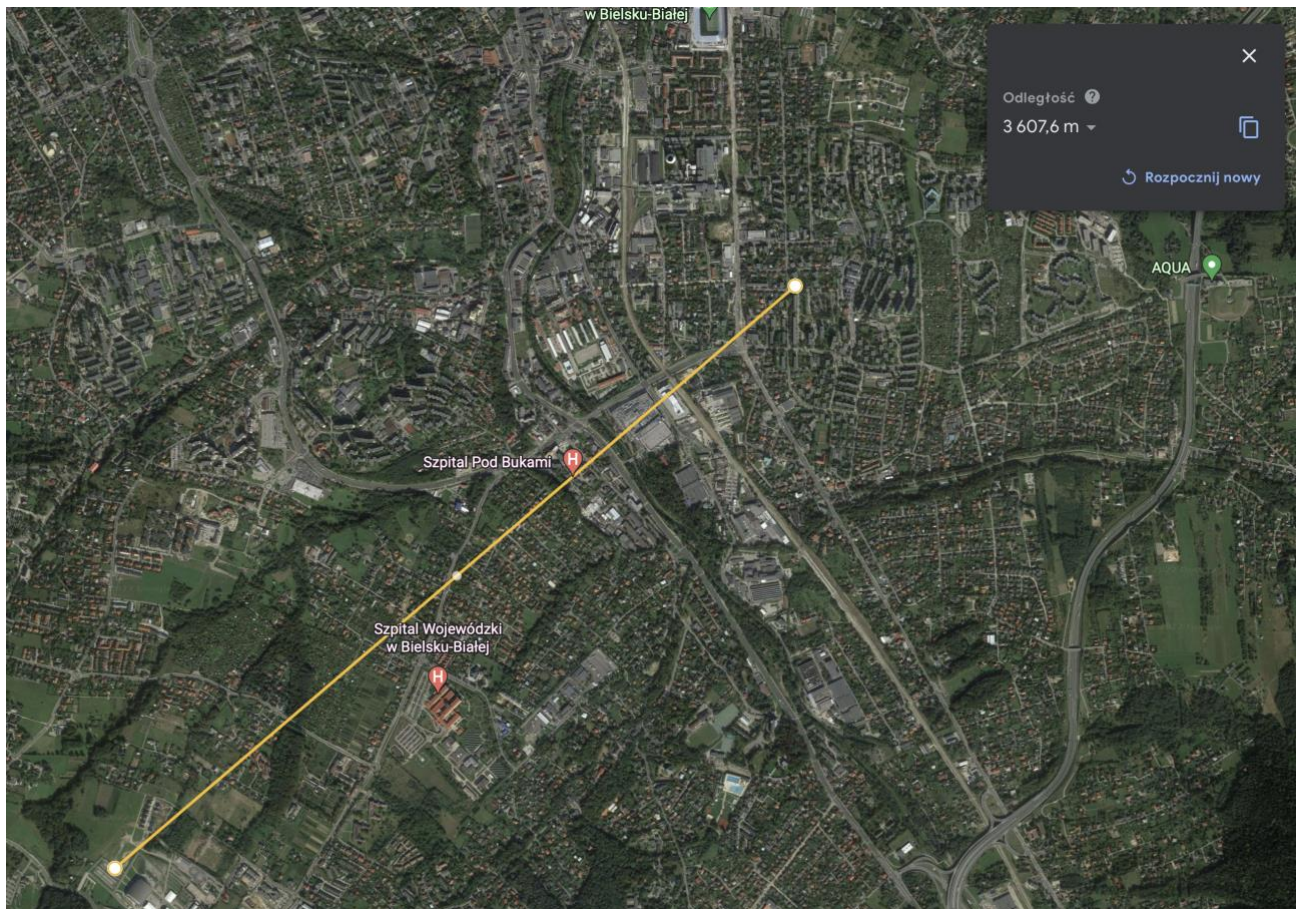 w Bielsku-Białej
Odległość ?
3 607,6 m
Rozpocznij nowy
AQUA
Szpital Pod Bukami
H
Szpital Wojewódzki
w Bielsku-Białej
H